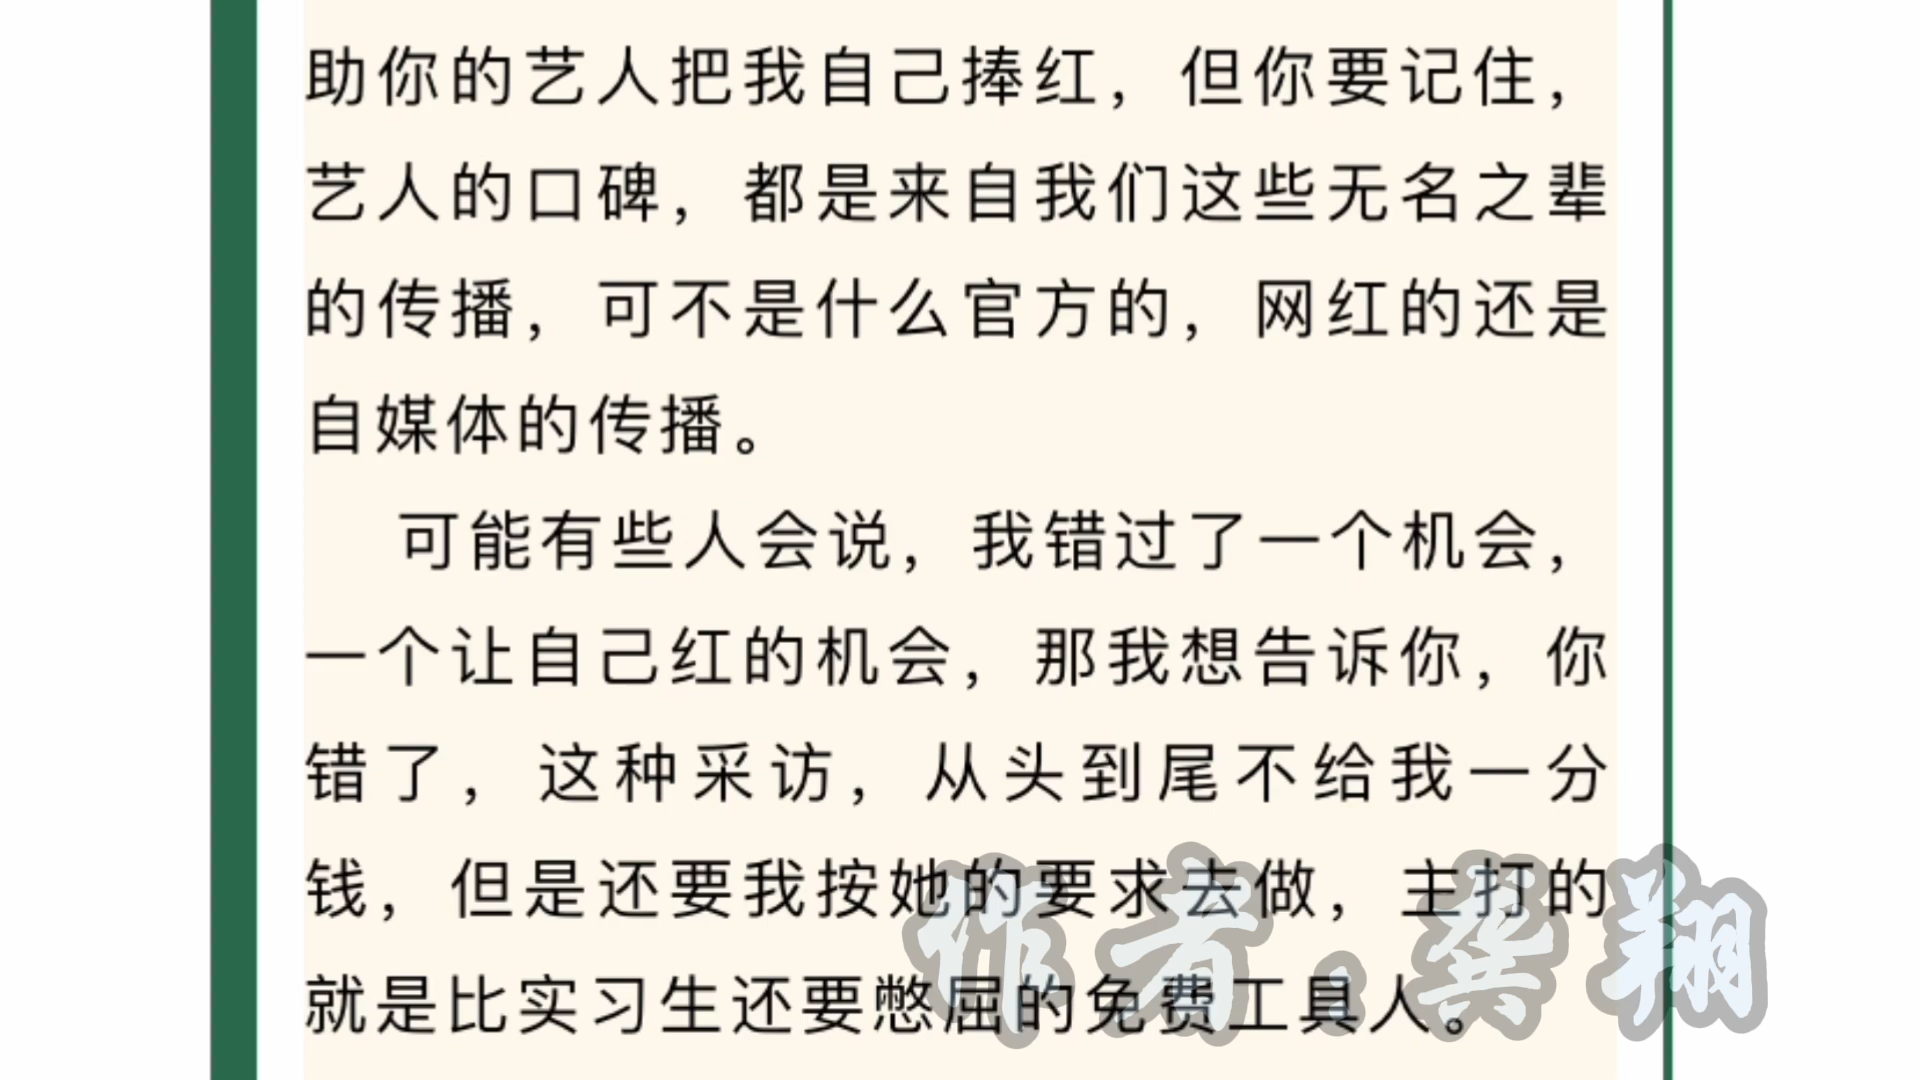 助你的艺人把我自己捧红，但你要记住，
艺人的口碑，都是来自我们这些无名之辈
的传播，可不是什么官方的，网红的还是
自媒体的传播。
可能有些人会说，我错过了一个机会，
一个让自己红的机会，那我想告诉你，你
错了，这种采访，从头到尾不给我一分
钱，但是还要我按她的要求去做，主打的
就是比实习生还要憋屈的免费工具人。
作者.龚翔